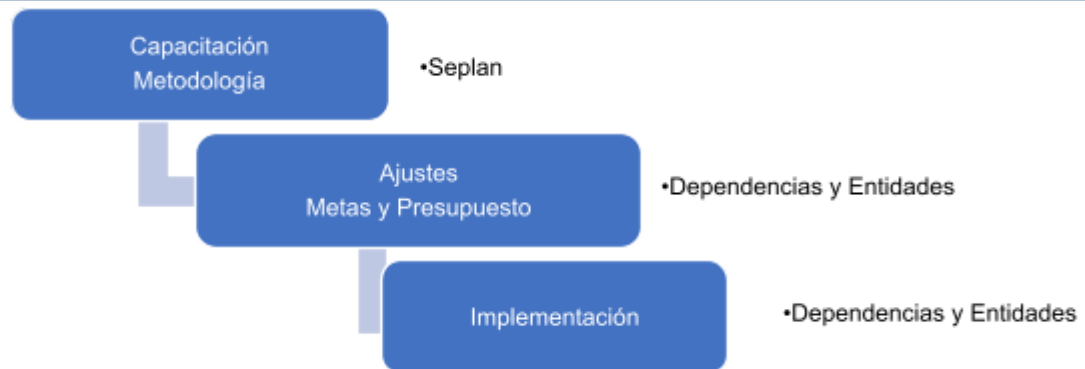 Capacitación
Metodología
•Seplan
Ajustes
Metas y Presupuesto
•Dependencias y Entidades
Implementación
•Dependencias y Entidades